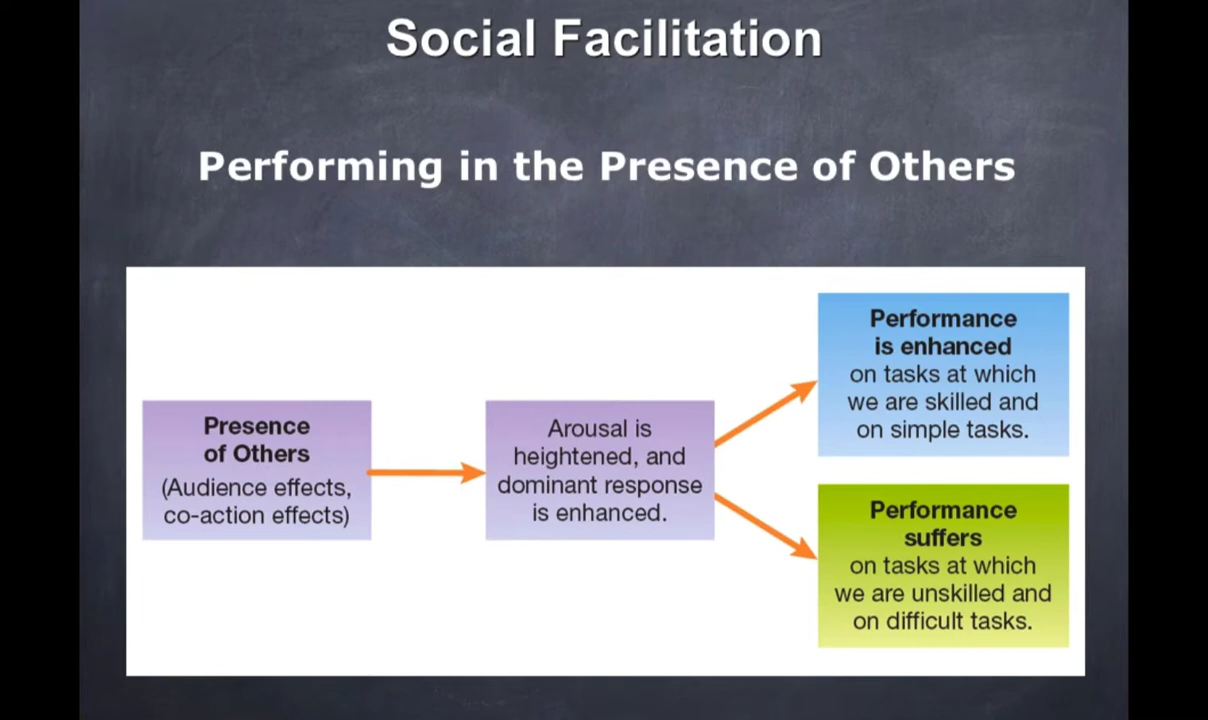 Social Facilitation
Performing in the Presence of Others
Presence
of Others
(Audience effects,
co-action effects)
Arousal is
heightened, and
dominant response
is enhanced.
Performance
is enhanced
on tasks at which
we are skilled and
on simple tasks.
Performance
suffers
on tasks at which
we are unskilled and
on difficult tasks.